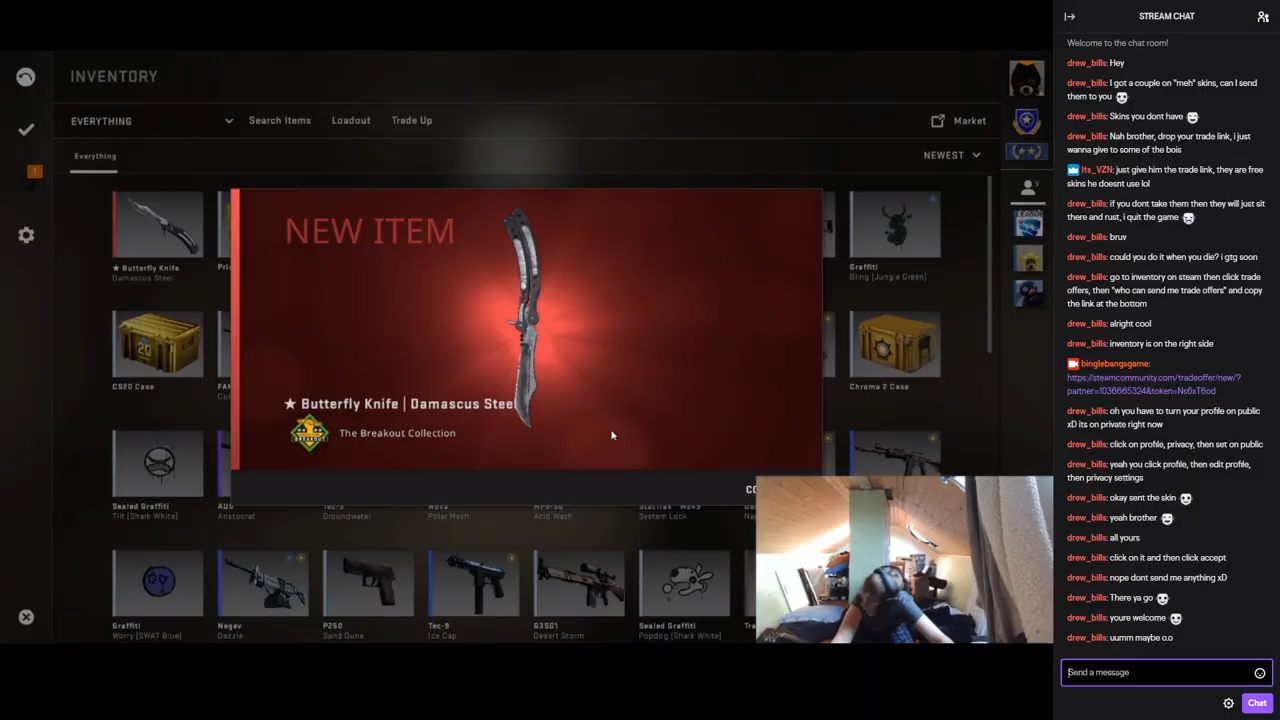 INVENTORY
EVERYTHING
Search Items
Loadout
Trade Up
Market
Everything
NEWEST
1
3
NEW ITEM
★ Butterfly Knife | Damascus Steel
The Breakout Collection
★ Butterfly Knife
Damascus Steel
Graffiti
Bling (Jungle Green)
CS20 Case
Chroma 2 Case
Sealed Graffiti
Tilt (Shark White)
AUG
Aristocrat
Groundwater
Polar Mesh
Acid Wash
System Lock
Graffiti
Worry (SWAT Blue)
Negev
Dazzle
P250
Sand Dune
Tec-9
Ice Cap
G3SG1
Desert Storm
Sealed Graffiti
Popdog (Shark White)
STREAM CHAT
Welcome to the chat room!
drew_bills: Hey
drew_bills: I got a couple on "meh" skins, can I send
them to you
drew_bills: Skins you dont have
drew_bills: Nah brother, drop your trade link, i just
wanna give to some of the bois
Its_VZN: just give him the trade link, they are free
skins he doesnt use lol
drew_bills: if you dont take them then they will just sit
there and rust, i quit the game
drew_bills: bruv
drew_bills: could you do it when you die? i gtg soon
drew_bills: go to inventory on steam then click trade
offers, then "who can send me trade offers" and copy
the link at the bottom
drew_bills: alright cool
drew_bills: inventory is on the right side
binglebangsgame:
https://steamcommunity.com/tradeoffer/new/?
partner=1036665324&token=Ns6xT6od
drew_bills: oh you have to turn your profile on public
xD its on private right now
drew_bills: click on profile, privacy, then set on public
drew_bills: yeah you click profile, then edit profile,
then privacy settings
drew_bills: okay sent the skin
drew_bills: yeah brother
drew_bills: all yours
drew_bills: click on it and then click accept
drew_bills: nope dont send me anything xD
drew_bills: There ya go
drew_bills: youre welcome
drew_bills: uumm maybe o.o
Send a message
Chat